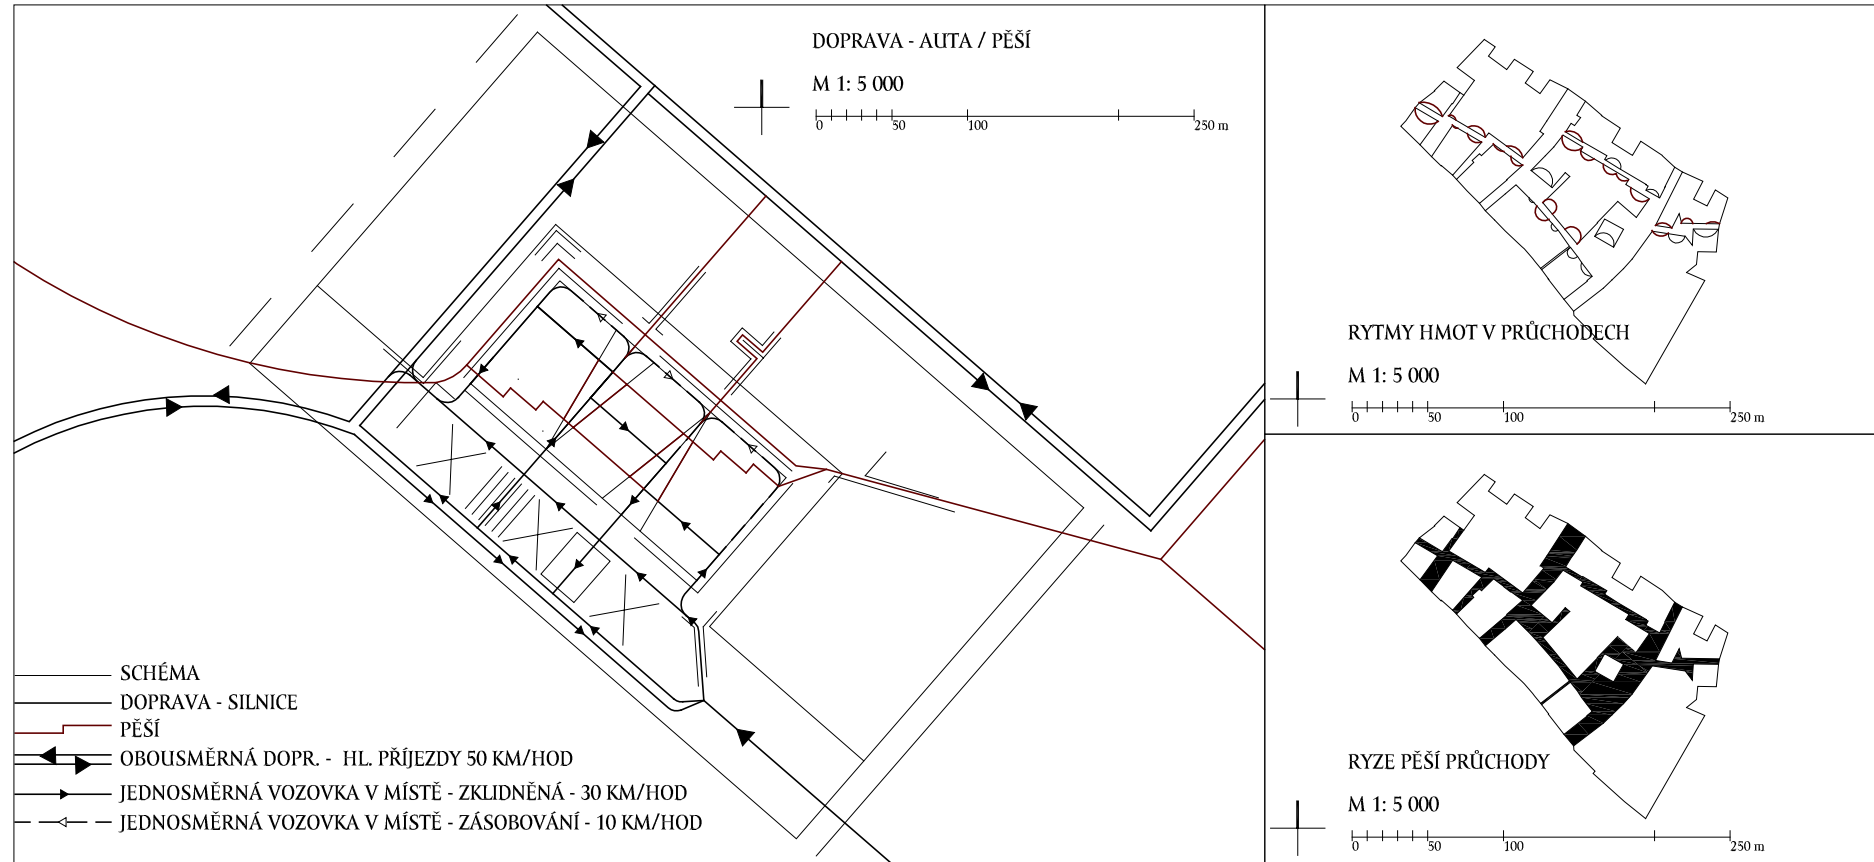 DOPRAVA - AUTA / PĚŠÍ
M 1: 5 000
0 50 100 250 m
SCHÉMA
DOPRAVA - SILNICE
PĚŠÍ
OBOUSMĚRNÁ DOPR. - HL. PŘÍJEZDY 50 KM/HOD
JEDNOSMĚRNÁ VOZOVKA V MÍSTĚ - ZKLIDNĚNÁ - 30 KM/HOD
JEDNOSMĚRNÁ VOZOVKA V MÍSTĚ - ZÁSOBOVÁNÍ - 10 KM/HOD
RYTMY HMOT V PRŮCHODECH
M 1: 5 000
0 50 100 250 m
RYZE PĚŠÍ PRŮCHODY
M 1: 5 000
0 50 100 250 m